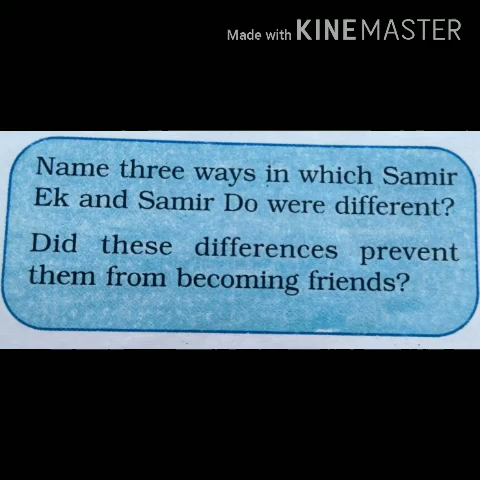 Made with KINEMASTER
Name three ways in which Samir
Ek and Samir Do were different?
Did these differences prevent
them from becoming friends?